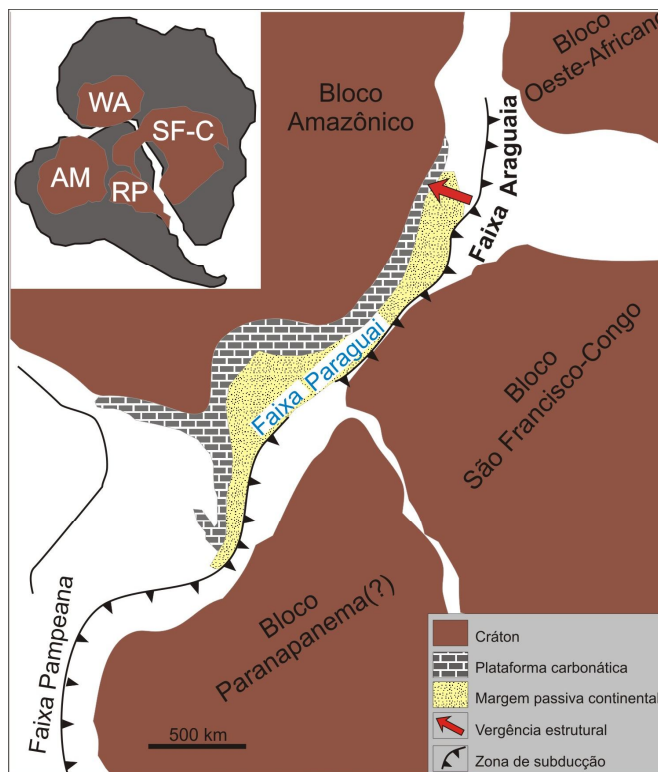 WA
SF-C
AM
RP
Bloco
Amazônico
Bloco
Oeste-Africano
Faixa Araguaia
Faixa Paraguai
Bloco
São Francisco-Congo
Bloco
Paranapanema(?)
Faixa Pampeana
500 km
Cráton
Plataforma carbonática
Margem passiva continental
Vergência estrutural
Zona de subducção